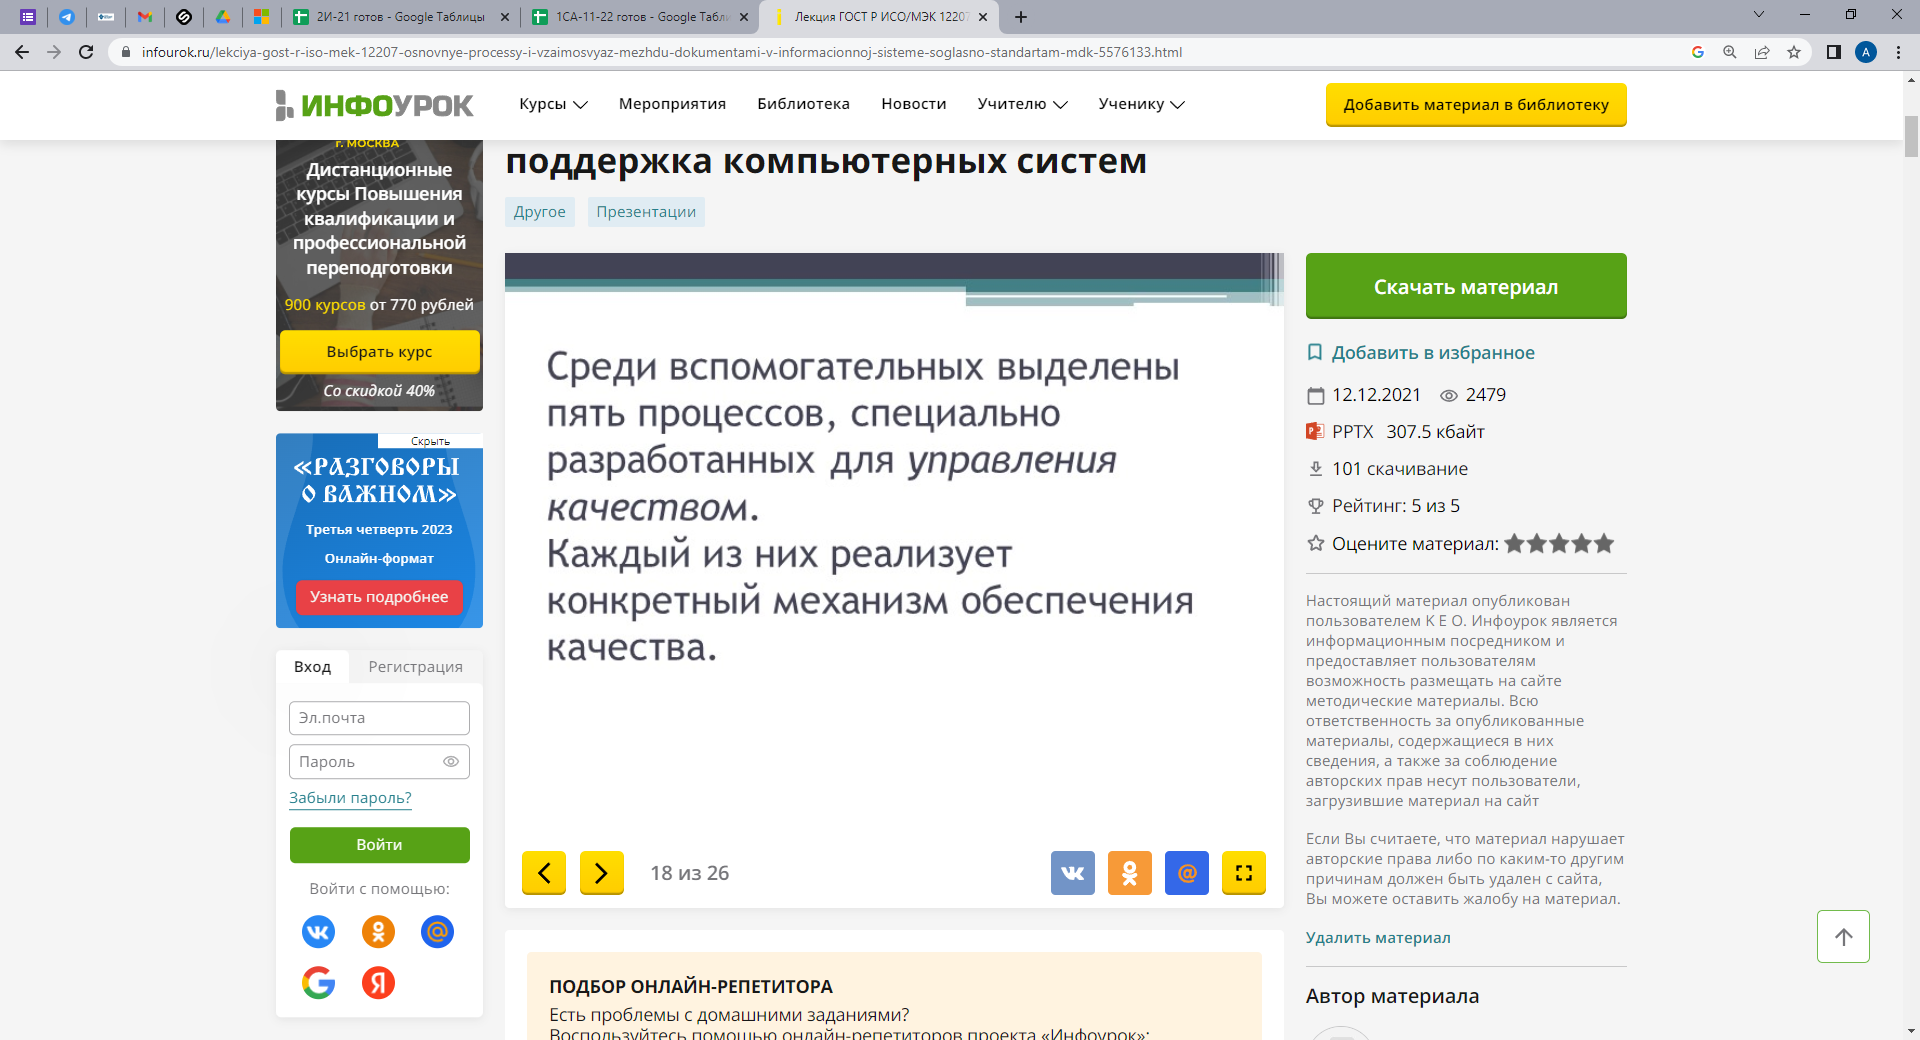 2И-21 готов - Google Таблицы
1СА-11-22 готов - Google Табли
Лекция ГОСТ Р ИСО/МЭК 12207
infourok.ru/lekciya-gost-r-iso-mek-12207-osnovnye-processy-i-vzaimosvyaz-mezhdu-dokumentami-v-informacionnoj-sisteme-soglasno-standartam-mdk-5576133.html
А
ИНФОУРОК
Курсы
Мероприятия
Библиотека
Новости
Учителю
Ученику
Добавить материал в библиотеку
г. МОСКВА
Дистанционные
курсы Повышения
квалификации и
профессиональной
переподготовки
900 курсов от 770 рублей
Выбрать курс
Со скидкой 40%
Скрыть
«РАЗГОВОРЫ
О ВАЖНОМ»
Третья четверть 2023
Онлайн-формат
Узнать подробнее
Вход
Регистрация
Эл.почта
Пароль
Забыли пароль?
Войти
Войти с помощью:
поддержка компьютерных систем
Другое
Презентации
Среди вспомогательных выделены
пять процессов, специально
разработанных для управления
качеством.
Каждый из них реализует
конкретный механизм обеспечения
качества.
18 из 26
ПОДБОР ОНЛАЙН-РЕПЕТИТОРА
Есть проблемы с домашними заданиями?
Воспользуйтесь помощью онлайн-репетиторов проекта «Инфоурок»:
Скачать материал
Добавить в избранное
12.12.2021 2479
PPTX 307.5 кбайт
101 скачивание
Рейтинг: 5 из 5
Оцените материал:
Настоящий материал опубликован
пользователем K E O. Инфоурок является
информационным посредником и
предоставляет пользователям
возможность размещать на сайте
методические материалы. Всю
ответственность за опубликованные
материалы, содержащиеся в них
сведения, а также за соблюдение
авторских прав несут пользователи,
загрузившие материал на сайт
Если Вы считаете, что материал нарушает
авторские права либо по каким-то другим
причинам должен быть удален с сайта,
Вы можете оставить жалобу на материал.
Удалить материал
Автор материала